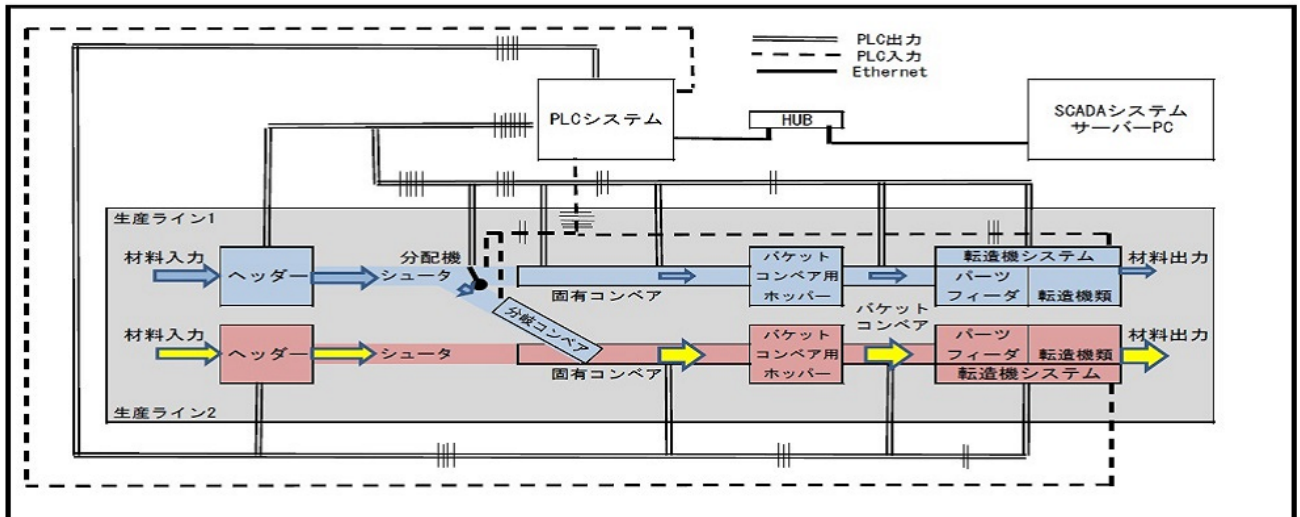 PLC出力
PLC入力
Ethernet
PLCシステム
HUB
SCADAシステム
サーバーPC
生産ライン1
材料入力
ヘッダー
シュータ
分配機
固有コンベア
分岐コンベア
バケット
コンベア用
ホッパー
転造機システム
パーツ
フィーダ
転造機類
材料出力
バケット
コンベア
材料入力
ヘッダー
シュータ
固有コンベア
バケット
コンベア用
ホッパー
パーツ
フィーダ
転造機類
転造機システム
材料出力
生産ライン2